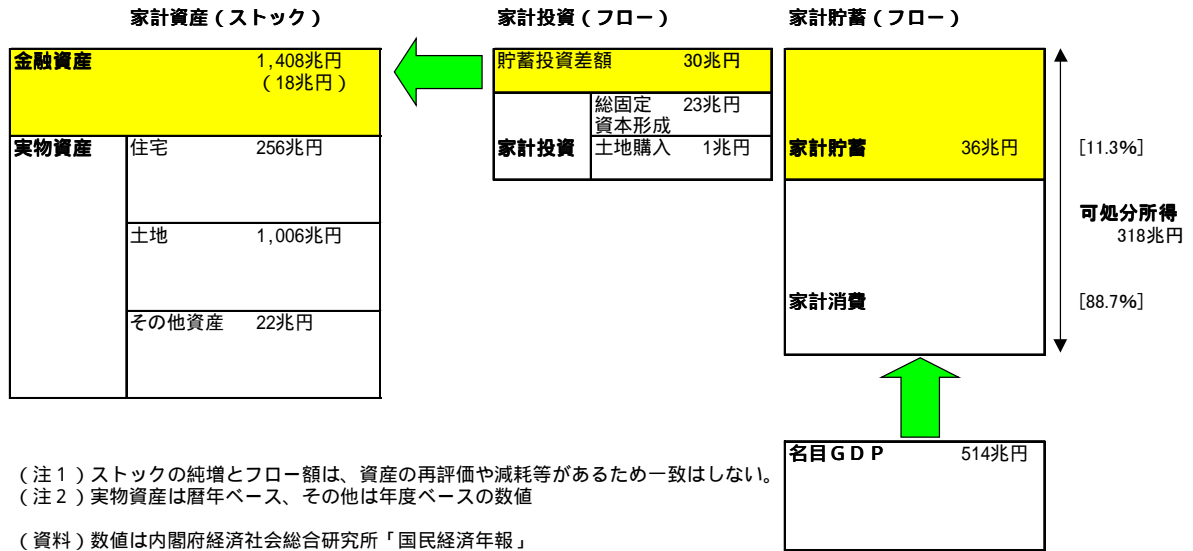 家計資産（ストック）
家計投資（フロー）
家計貯蓄（フロー）
金融資産 1,408兆円
（18兆円）
実物資産 住宅 256兆円
土地 1,006兆円
その他資産 22兆円
貯蓄投資差額 30兆円
総固定 23兆円
資本形成
家計投資 土地購入 1兆円
家計貯蓄 36兆円
[11.3%]
可処分所得
318兆円
家計消費
[88.7%]
名目ＧＤＰ 514兆円
（注１）ストックの純増とフロー額は、資産の再評価や減耗等があるため一致はしない。
（注２）実物資産は暦年ベース、その他は年度ベースの数値
（資料）数値は内閣府経済社会総合研究所「国民経済年報」